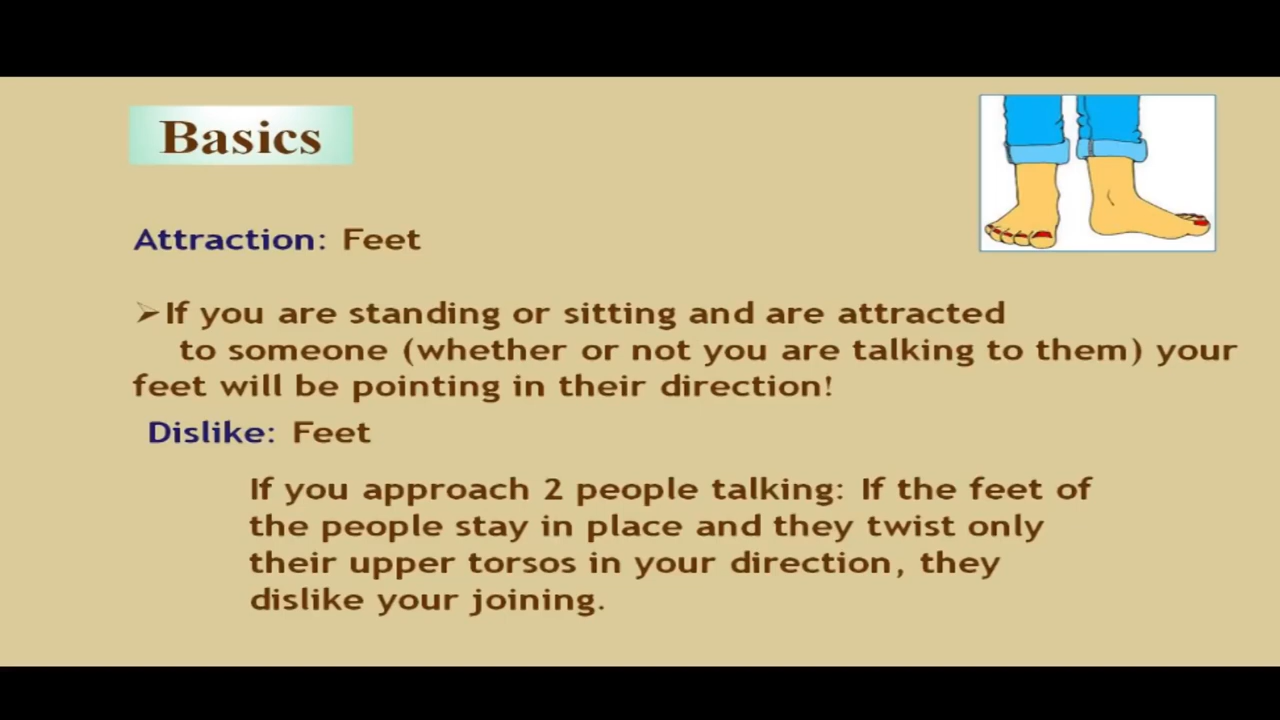 Basics
Attraction: Feet
➢If you are standing or sitting and are attracted
to someone (whether or not you are talking to them) your
feet will be pointing in their direction!
Dislike: Feet
If you approach 2 people talking: If the feet of
the people stay in place and they twist only
their upper torsos in your direction, they
dislike your joining.